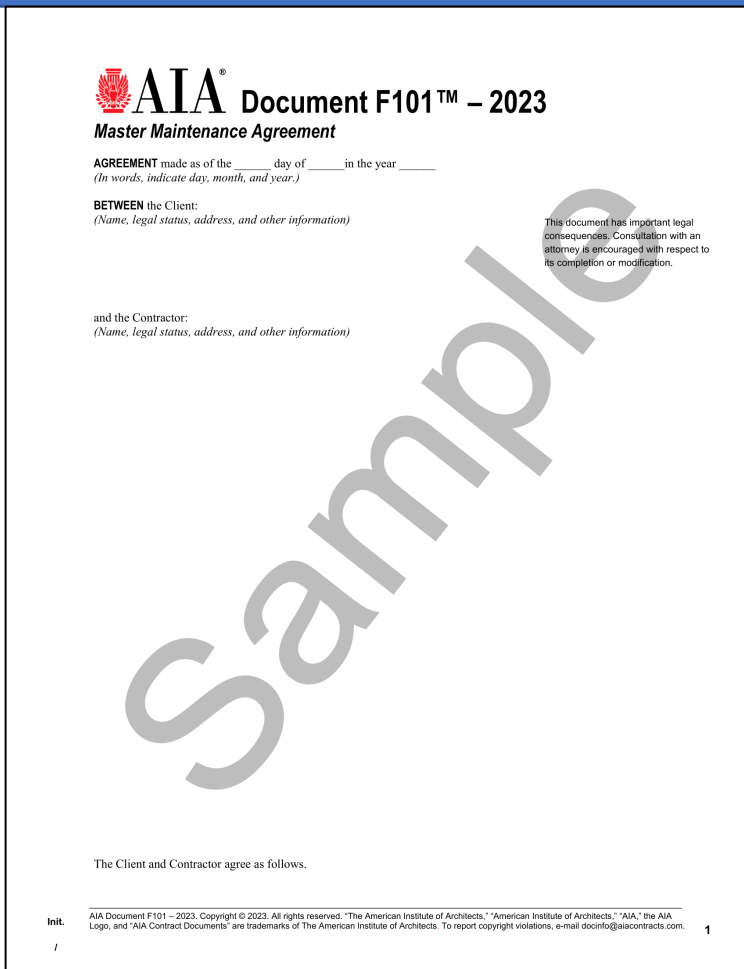 AIA® Document F101™ – 2023
Master Maintenance Agreement
AGREEMENT made as of the ______ day of ______in the year ______
(In words, indicate day, month, and year.)
BETWEEN the Client:
(Name, legal status, address, and other information)
This document has important legal
consequences. Consultation with an
attorney is encouraged with respect to
its completion or modification.
and the Contractor:
(Name, legal status, address, and other information)
Sample
The Client and Contractor agree as follows.
AIA Document F101 – 2023. Copyright © 2023. All rights reserved. “The American Institute of Architects,” “American Institute of Architects,” “AIA,” the AIA
Logo, and “AIA Contract Documents” are trademarks of The American Institute of Architects. To report copyright violations, e-mail docinfo@aiacontracts.com.
Init.
/
1